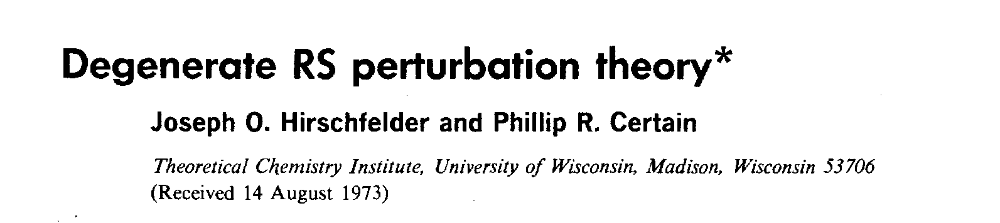 Degenerate RS perturbation theory*
Joseph O. Hirschfelder and Phillip R. Certain
Theoretical Chemistry Institute, University of Wisconsin, Madison, Wisconsin 53706
(Received 14 August 1973)